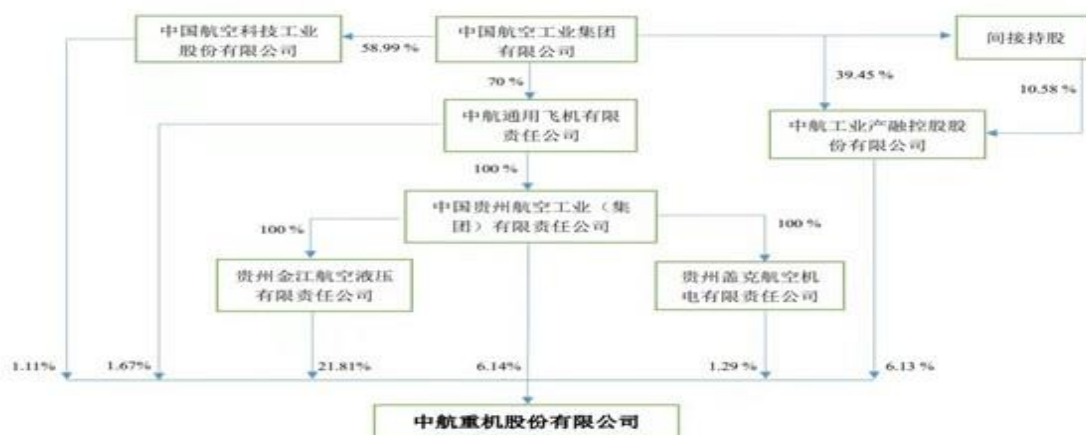 中国航空科技工业
股份有限公司
58.99 %
中国航空工业集团
有限公司
间接持股
70 %
39.45 %
10.58 %
中航通用飞机有限
责任公司
中航工业产融控股股
份有限公司
100 %
中国贵州航空工业（集
团）有限责任公司
100 %
100 %
贵州金江航空液压
有限责任公司
贵州盖克航空机
电有限责任公司
1.11%
1.67%
21.81%
6.14%
1.29 %
6.13 %
中航重机股份有限公司